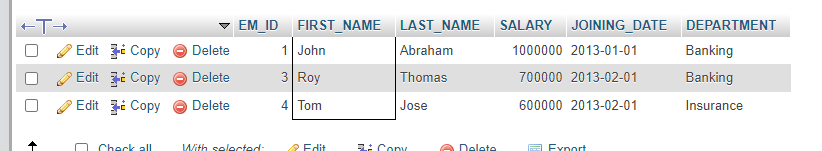 EM_ID FIRST_NAME LAST_NAME SALARY JOINING_DATE DEPARTMENT
Edit Copy Delete 1 John Abraham 1000000 2013-01-01 Banking
Edit Copy Delete 3 Roy Thomas 700000 2013-02-01 Banking
Edit Copy Delete 4 Tom Jose 600000 2013-02-01 Insurance
Check all With selected: Edit Copy Delete Export